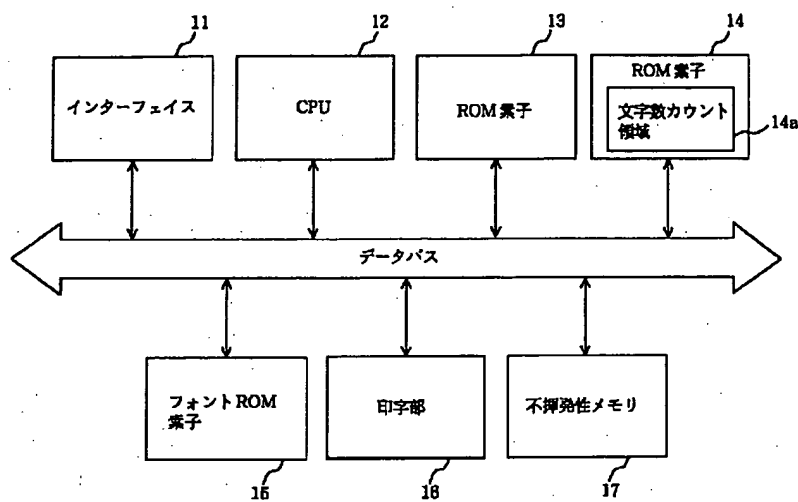 11
12
13
14
インターフェイス
CPU
ROM素子
ROM素子
文字数カウント
領域
14a
データバス
フォントROM
素子
印字部
不揮発性メモリ
15
16
17